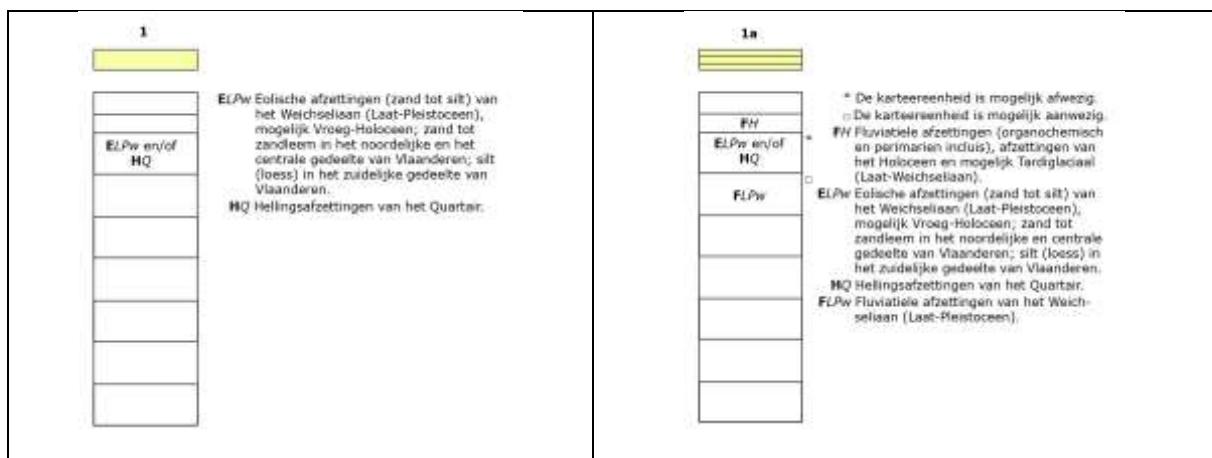 1
ELPw en/of
HQ
ELPw Eolische afzettingen (zand tot silt) van
het Weichseliaan (Laat-Pleistoceen),
mogelijk Vroeg-Holoceen; zand tot
zandleem in het noordelijke en het
centrale gedeelte van Vlaanderen; silt
(loess) in het zuidelijke gedeelte van
Vlaanderen.
HQ Hellingsafzettingen van het Quartair.
1a
FH
ELPw en/of
HQ
*
□
FLPw
* De karteereenheid is mogelijk afwezig.
□ De karteereenheid is mogelijk aanwezig.
FH Fluviatiele afzettingen (organochemisch
en perimarien incluis), afzettingen van
het Holoceen en mogelijk Tardiglaciaal
(Laat-Weichseliaan).
ELPw Eolische afzettingen (zand tot silt) van
het Weichseliaan (Laat-Pleistoceen),
mogelijk Vroeg-Holoceen; zand tot
zandleem in het noordelijke en centrale
gedeelte van Vlaanderen; silt (loess) in
het zuidelijke gedeelte van Vlaanderen.
HQ Hellingsafzettingen van het Quartair.
FLPw Fluviatiele afzettingen van het Weich-
seliaan (Laat-Pleistoceen).